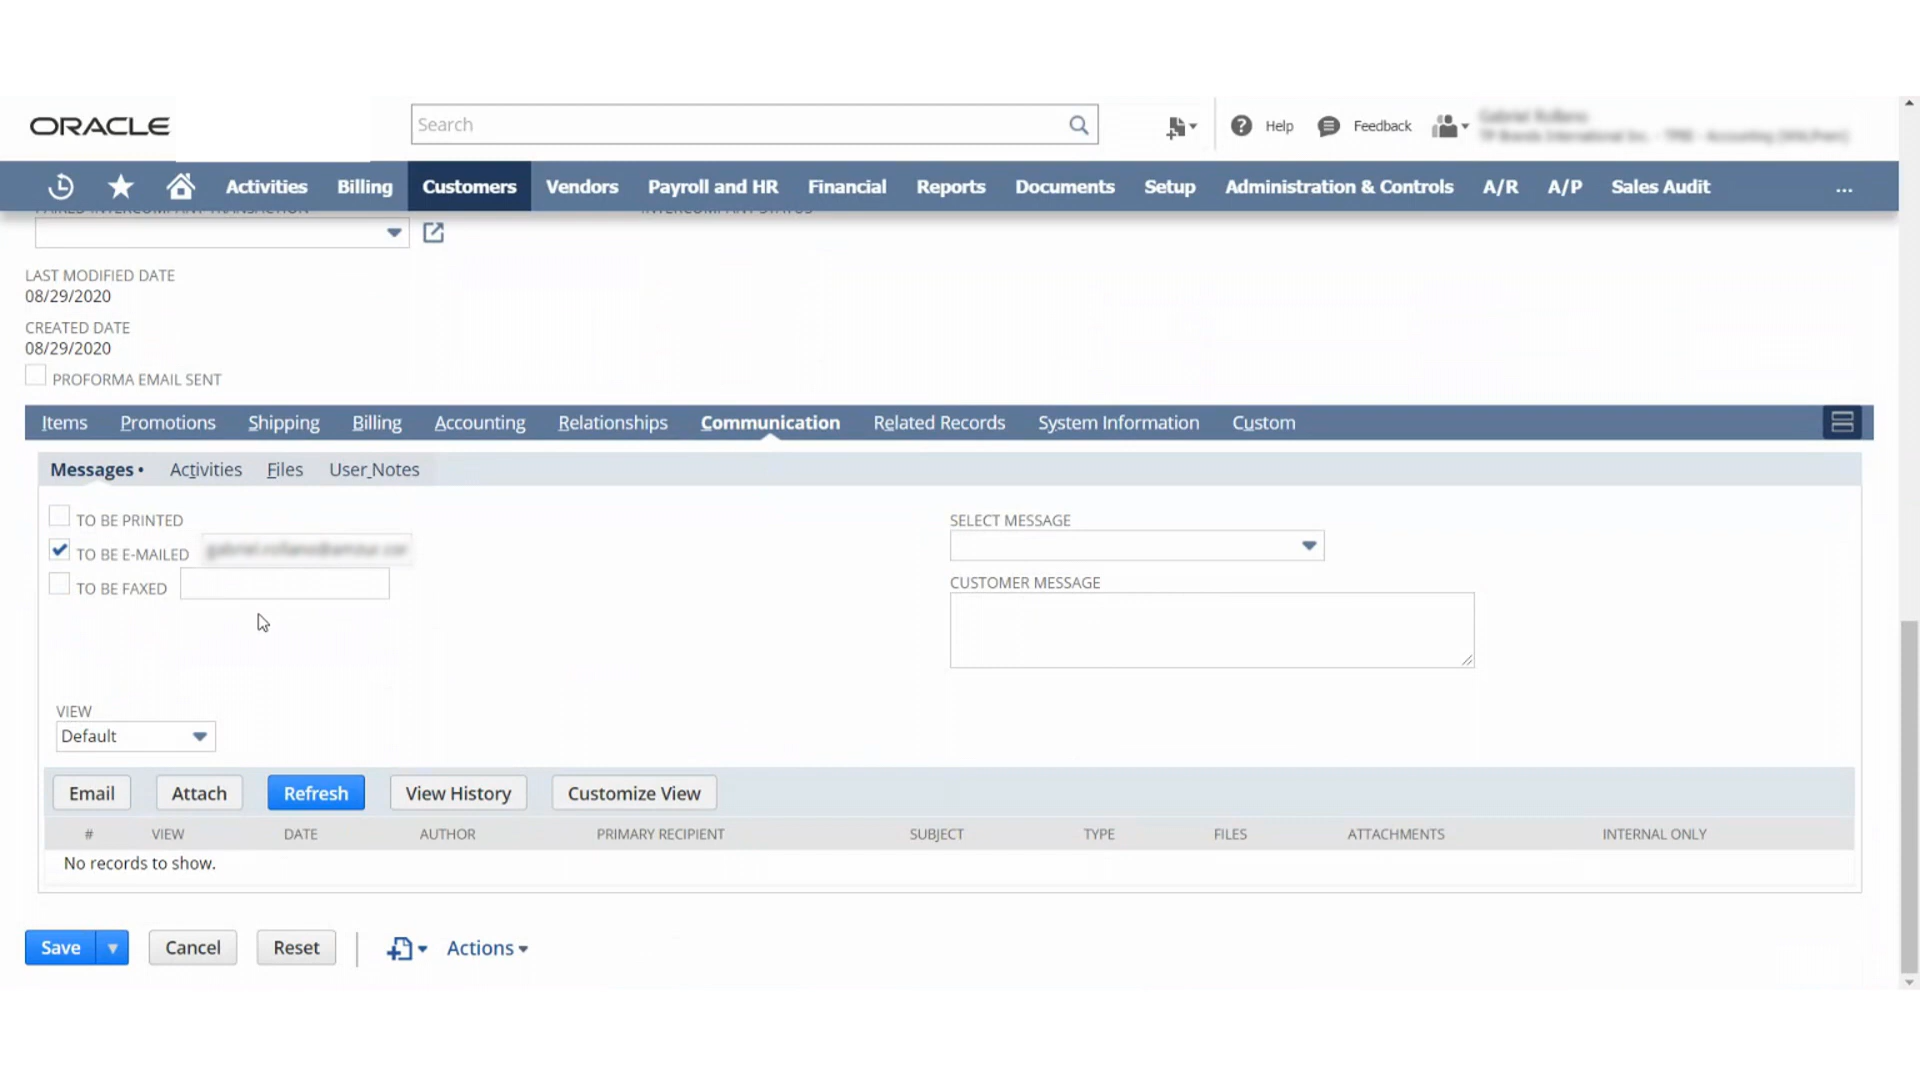 ORACLE
Search
Help
Feedback
Activities
Billing
Customers
Vendors
Payroll and HR
Financial
Reports
Documents
Setup
Administration & Controls
A/R
A/P
Sales Audit
...
LAST MODIFIED DATE
08/29/2020
CREATED DATE
08/29/2020
PROFORMA EMAIL SENT
Items
Promotions
Shipping
Billing
Accounting
Relationships
Communication
Related Records
System Information
Custom
Messages •
Activities
Files
User Notes
TO BE PRINTED
TO BE E-MAILED
TO BE FAXED
SELECT MESSAGE
CUSTOMER MESSAGE
VIEW
Default
Email
Attach
Refresh
View History
Customize View
#
VIEW
DATE
AUTHOR
PRIMARY RECIPIENT
SUBJECT
TYPE
FILES
ATTACHMENTS
INTERNAL ONLY
No records to show.
Save
Cancel
Reset
Actions